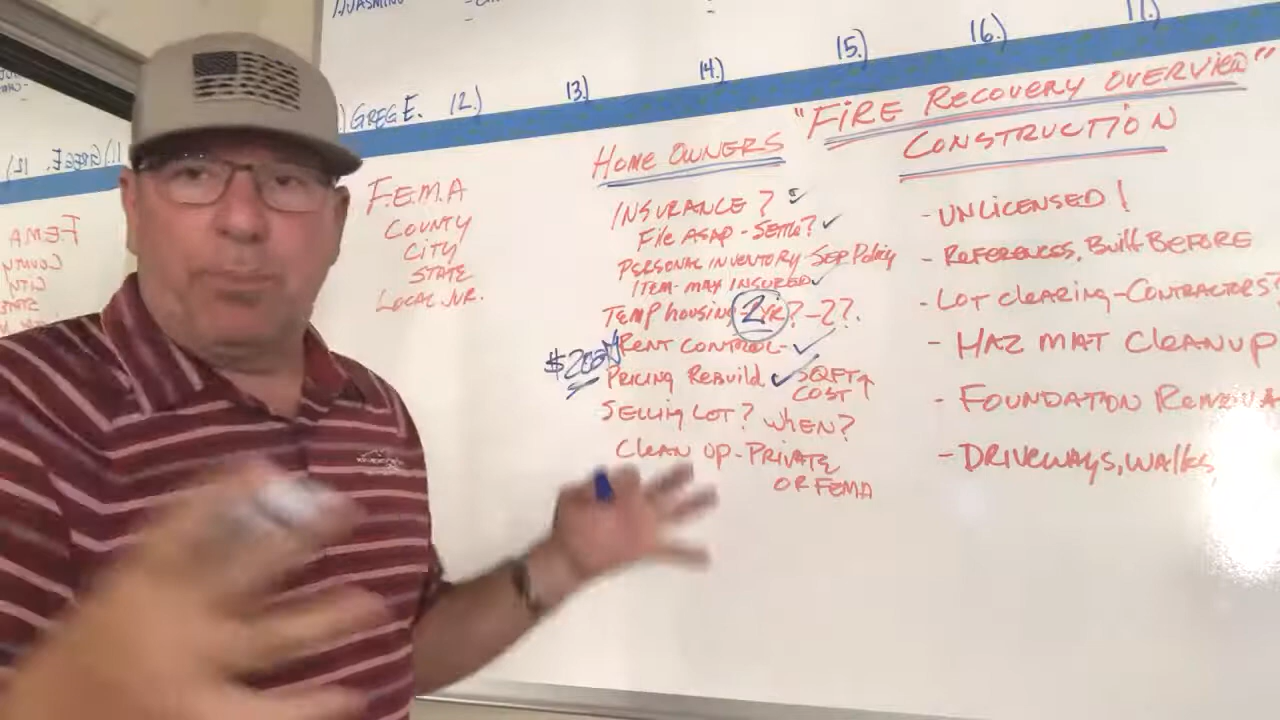 11.)
16.)
15.)
14.)
13.)
12.)
GREG E.
"FIRE RECOVERY OVERVIEW"
CONSTRUCTION
- UNLICENSED!
- REFERENCES, BUILT BEFORE
- LOT CLEARING - CONTRACTORS?
- HAZ MAT CLEANUP
- FOUNDATION
- DRIVEWAYS, WALKS,
HOME OWNERS
INSURANCE?
FILE ASAP - SETTLE?
PERSONAL INVENTORY - SEP POLICY
ITEM - MAX INSURED
TEMP HOUSING - 2 YR? - 2??.
RENT CONTROL -
PRICING REBUILD SQFT↑
COST↑
SELLING LOT? WHEN?
CLEAN UP - PRIVATE
OR FEMA
F.E.M.A
COUNTY
CITY
STATE
LOCAL JUR.